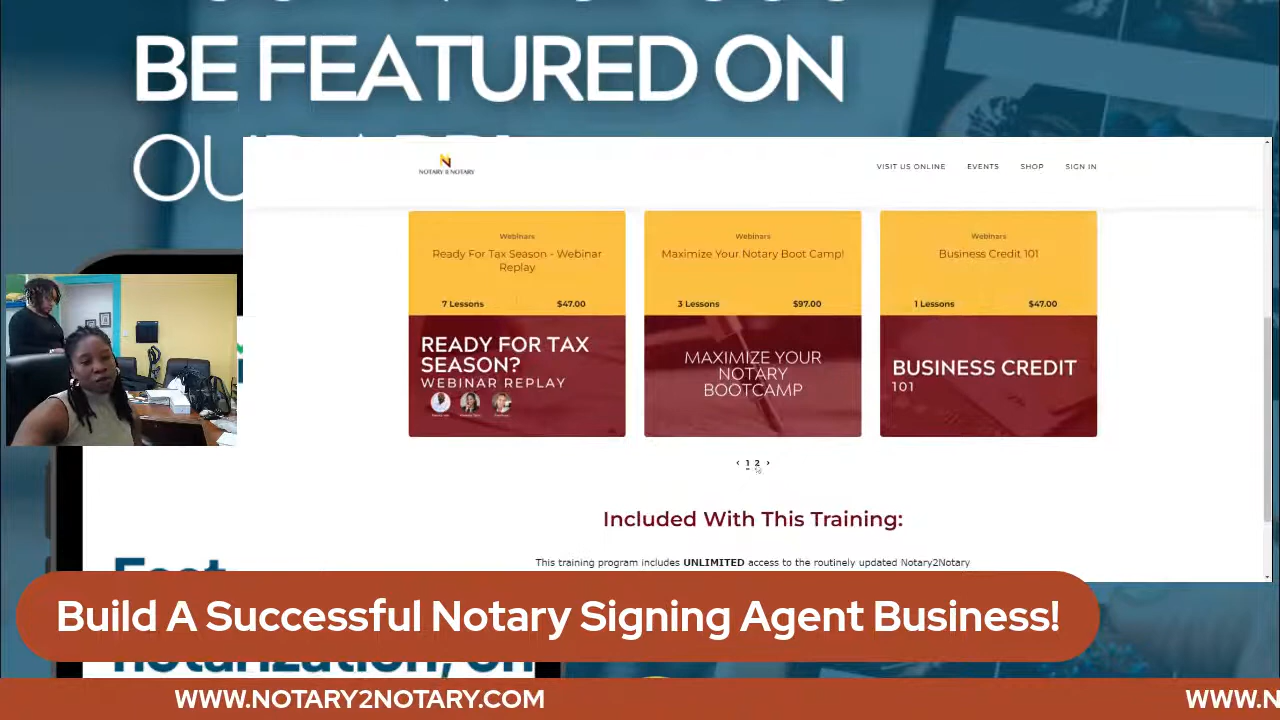 BE FEATURED ON
NOTARY II NOTARY
VISIT US ONLINE EVENTS SHOP SIGN IN
Webinars
Ready For Tax Season - Webinar
Replay
7 Lessons $47.00
READY FOR TAX
SEASON?
WEBINAR REPLAY
Webinars
Maximize Your Notary Boot Camp!
3 Lessons $97.00
MAXIMIZE YOUR
NOTARY
BOOTCAMP
Webinars
Business Credit 101
1 Lessons $47.00
BUSINESS CREDIT
101
‹ 1 2 ›
Included With This Training:
This training program includes UNLIMITED access to the routinely updated Notary2Notary
Build A Successful Notary Signing Agent Business!
notarization, on
WWW.NOTARY2NOTARY.COM WWW.N